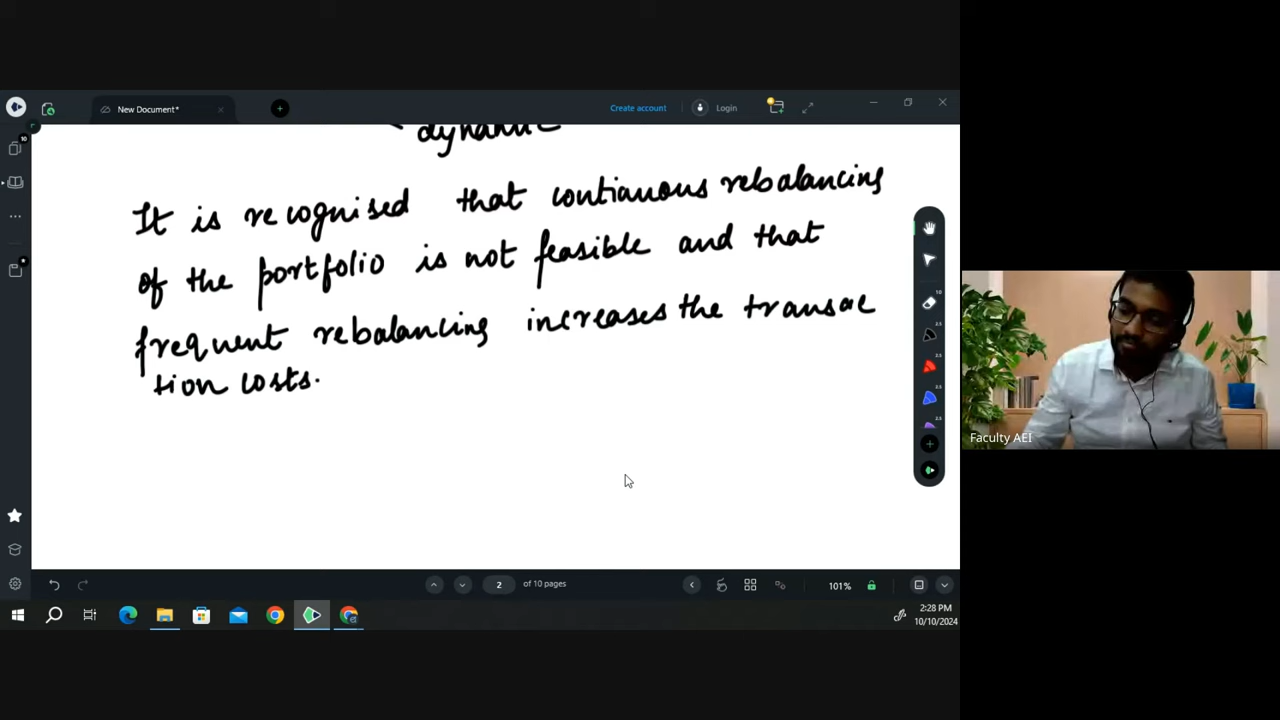 New Document*
Create account
Login
dynamic
It is recognised that contianous rebalancing
of the portfolio is not feasible and that
frequent rebalancing increases the transac
tion costs.
Faculty AEI
2
of 10 pages
101%
2:28 PM
10/10/2024